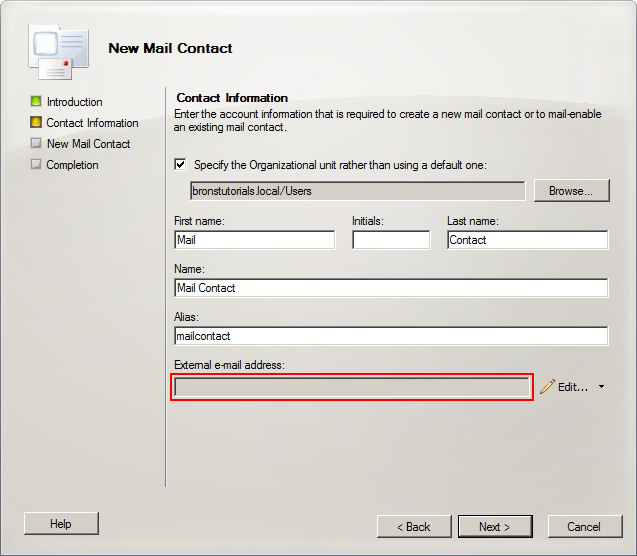 New Mail Contact
Introduction
Contact Information
New Mail Contact
Completion
Contact Information
Enter the account information that is required to create a new mail contact or to mail-enable
an existing mail contact.
Specify the Organizational unit rather than using a default one:
bronstutorials.local/Users
Browse...
First name:
Initials:
Last name:
Mail
Contact
Name:
Mail Contact
Alias:
mailcontact
External e-mail address:
Edit...
Help
< Back
Next >
Cancel